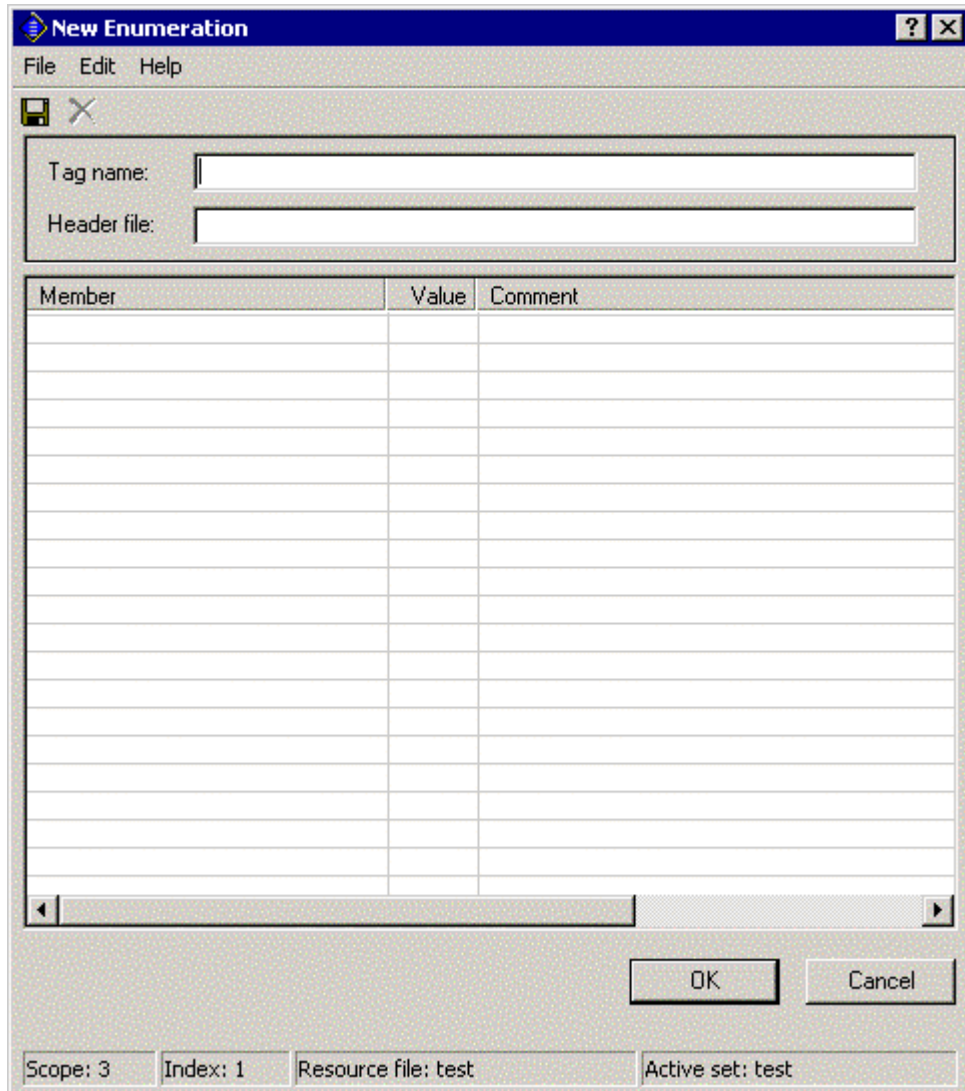 New Enumeration
File Edit Help
Tag name:
Header file:
Member Value Comment
OK Cancel
Scope: 3 Index: 1 Resource file: test Active set: test